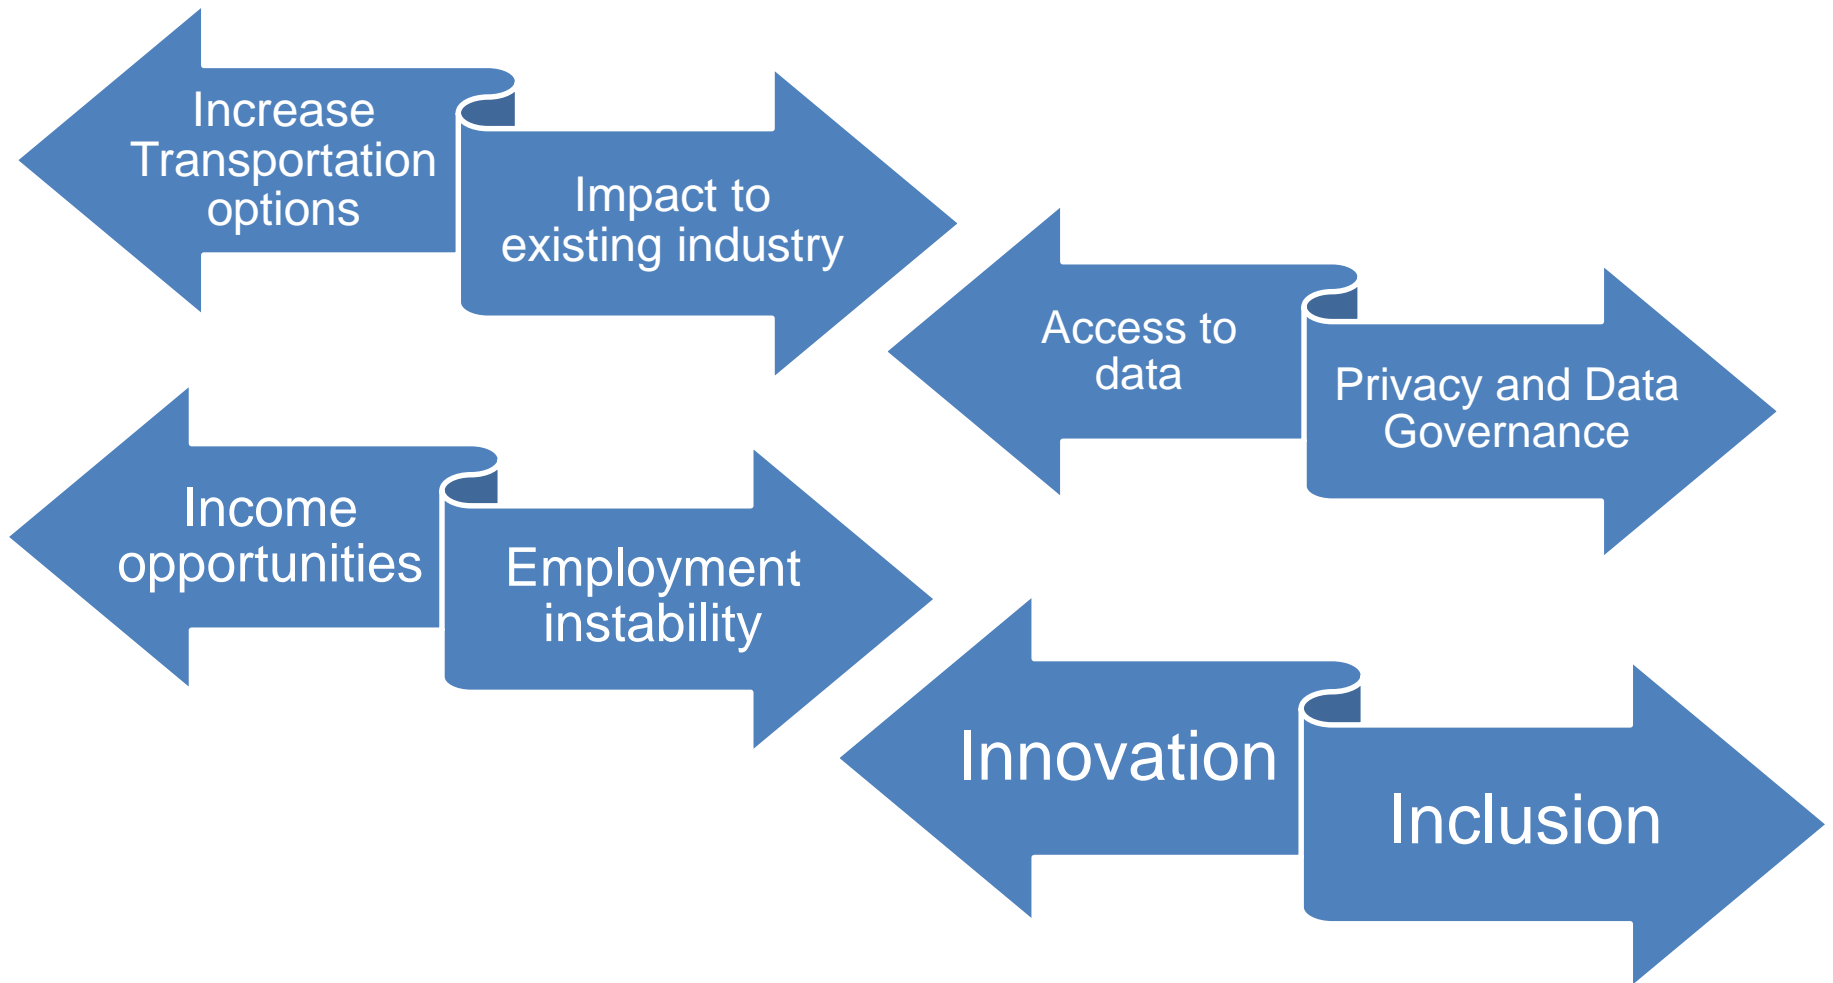 Increase
Transportation
options
Impact to
existing industry
Access to
data
Privacy and Data
Governance
Income
opportunities
Employment
instability
Innovation
Inclusion